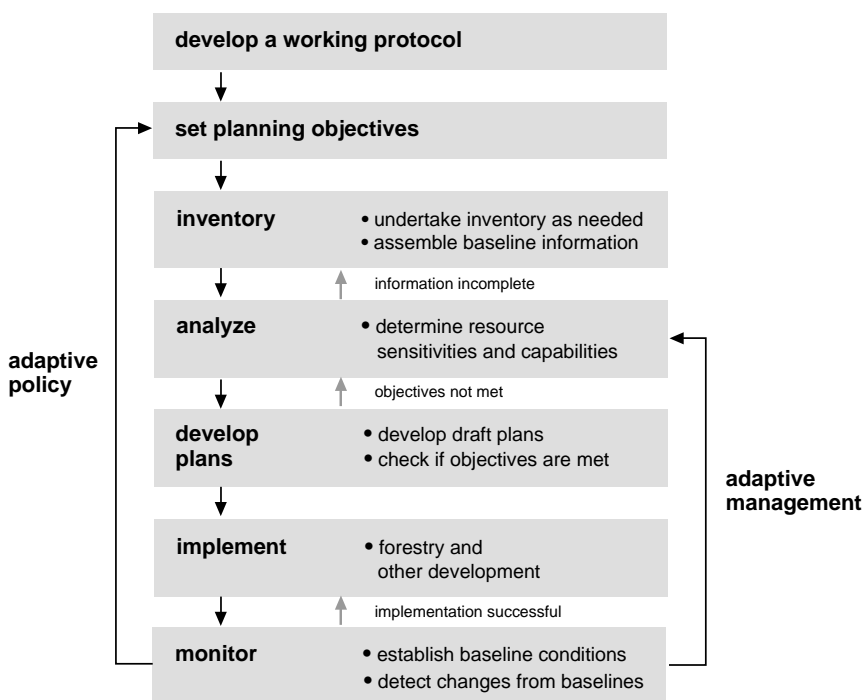 develop a working protocol
set planning objectives
inventory
• undertake inventory as needed
• assemble baseline information
information incomplete
analyze
• determine resource
sensitivities and capabilities
adaptive
policy
objectives not met
develop
plans
• develop draft plans
• check if objectives are met
adaptive
management
implement
• forestry and
other development
implementation successful
monitor
• establish baseline conditions
• detect changes from baselines